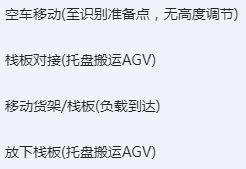 空车移动(至识别准备点，无高度调节)
栈板对接(托盘搬运AGV)
移动货架/栈板(负载到达)
放下栈板(托盘搬运AGV)